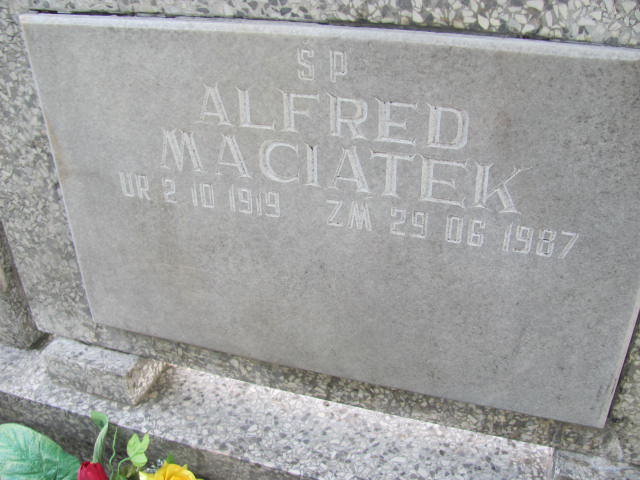 SP
ALFRED
MACIATEK
UR 2 10 1919 ZM 29 06 1987